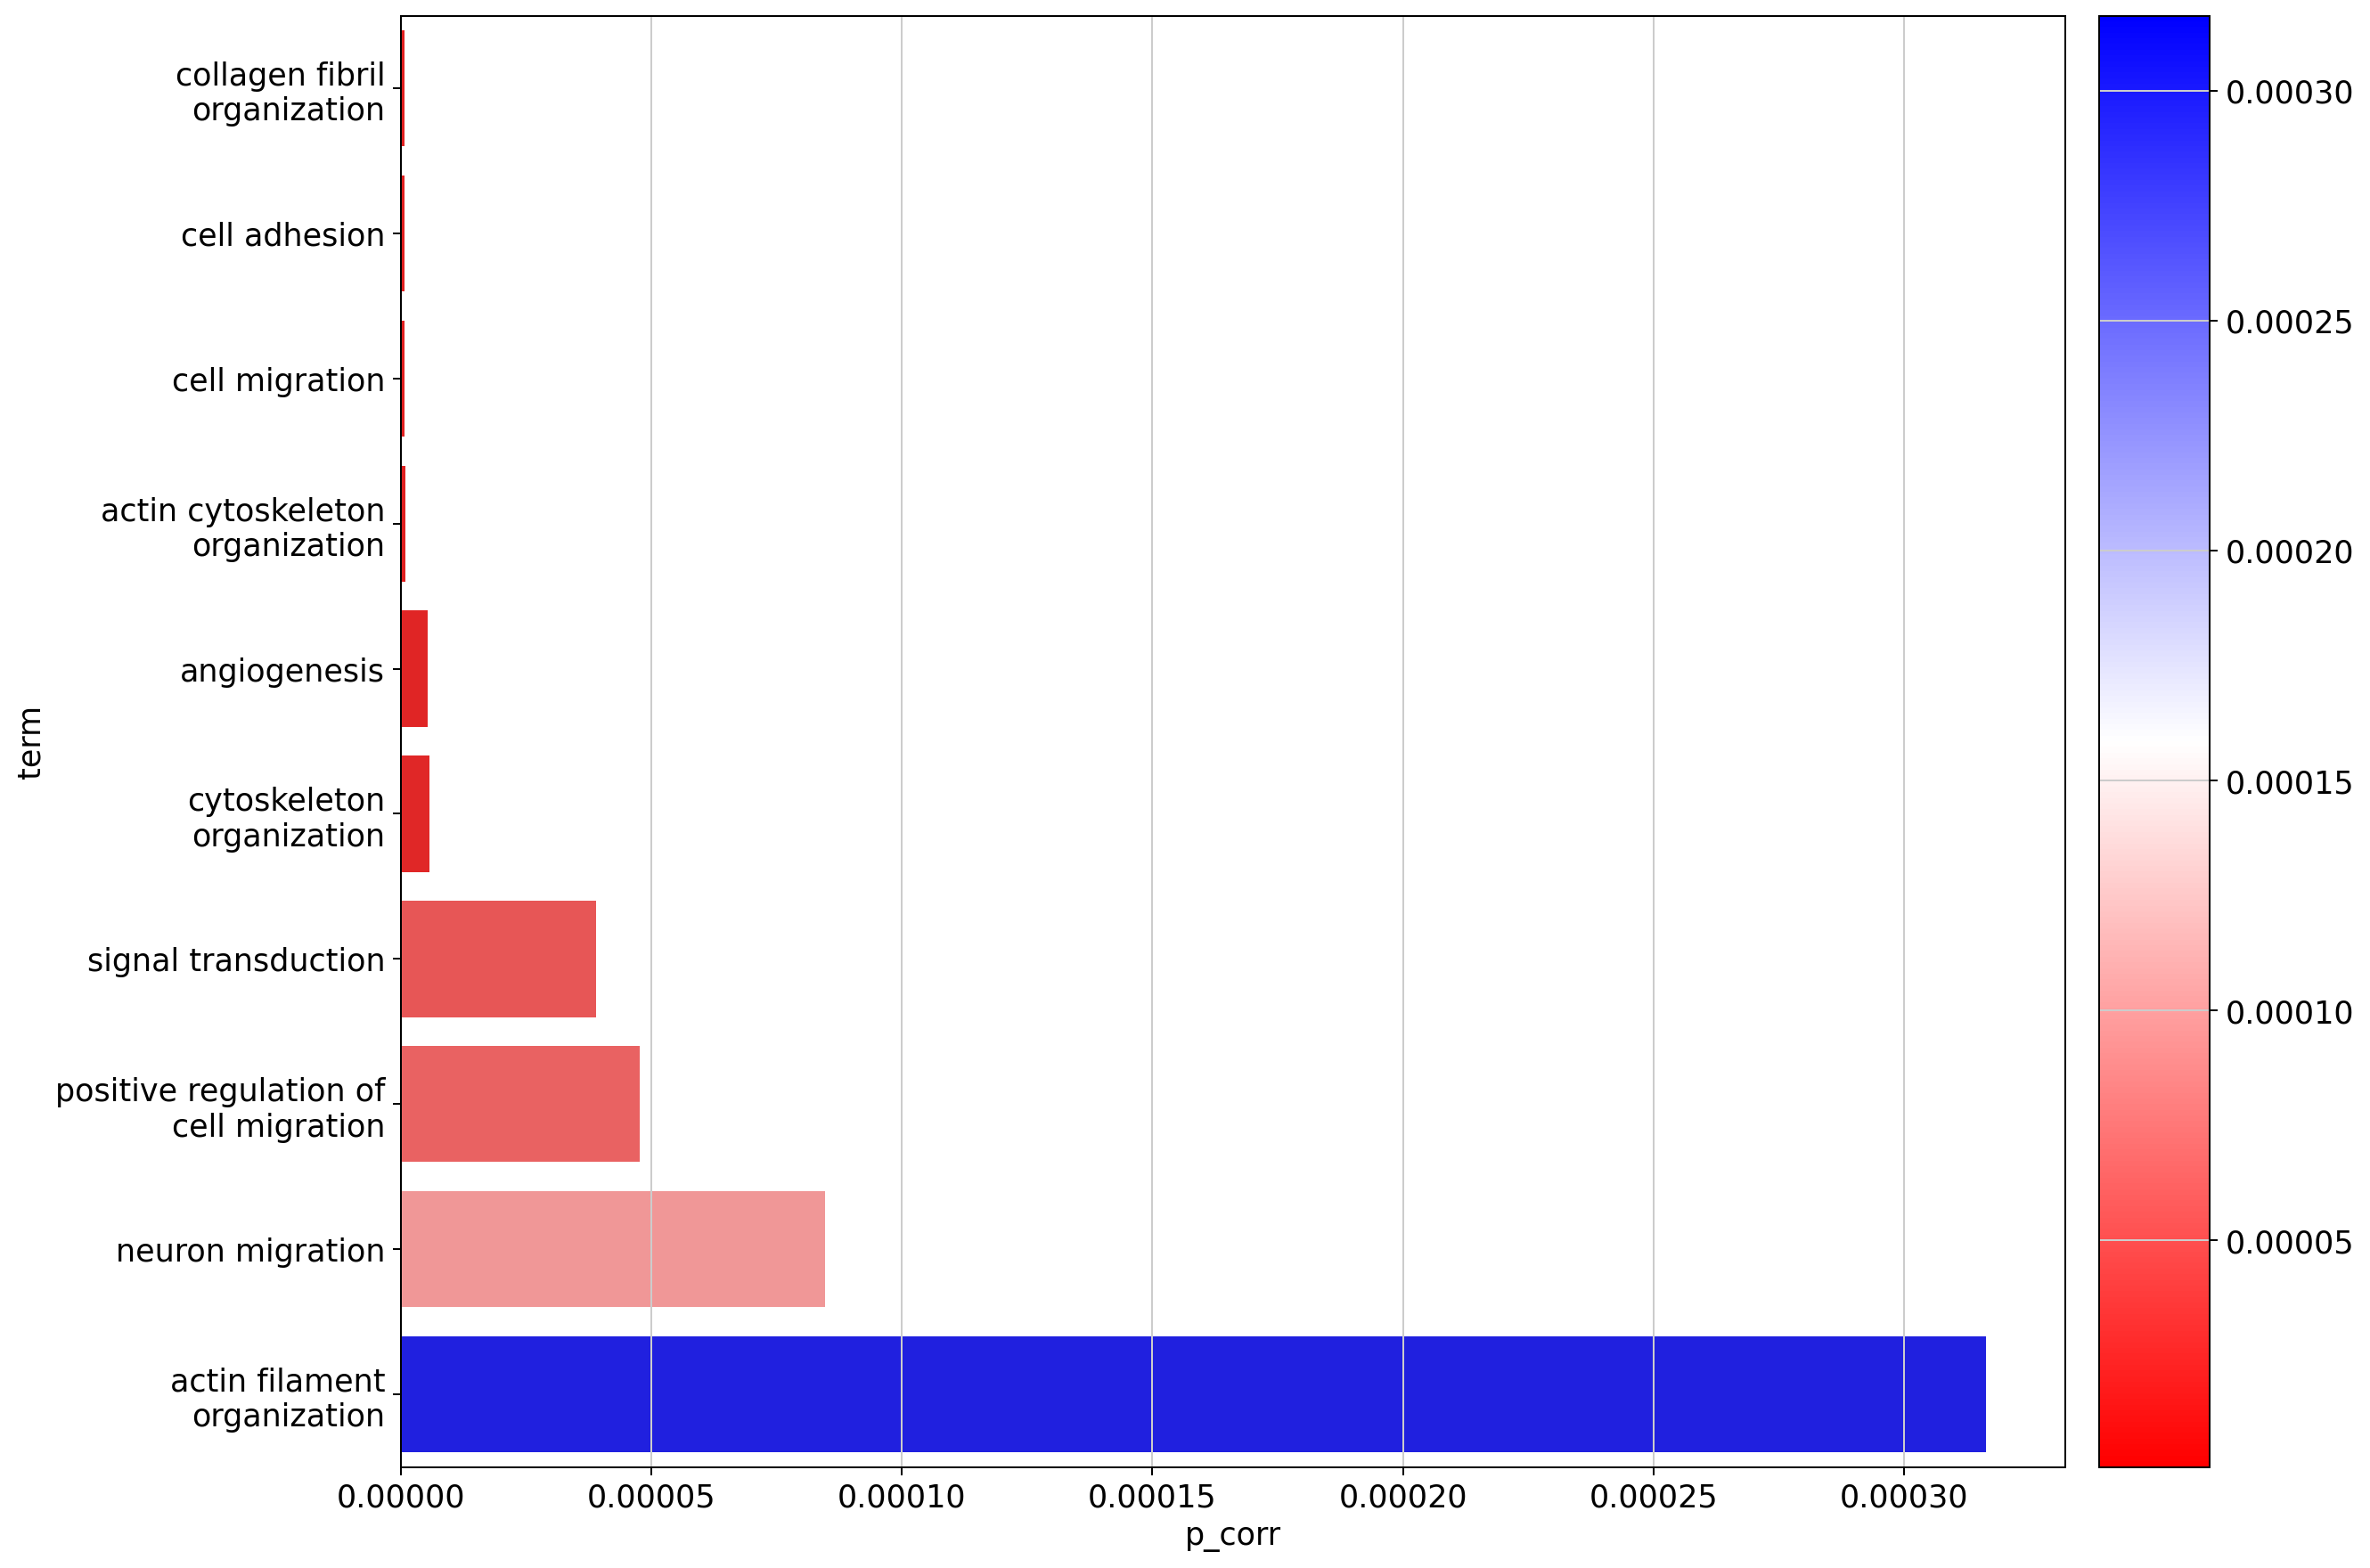 collagen fibril
organization
cell adhesion
cell migration
actin cytoskeleton
organization
angiogenesis
cytoskeleton
organization
signal transduction
positive regulation of
cell migration
neuron migration
actin filament
organization
term
0.00000 0.00005 0.00010 0.00015 0.00020 0.00025 0.00030
p_corr
0.00030
0.00025
0.00020
0.00015
0.00010
0.00005